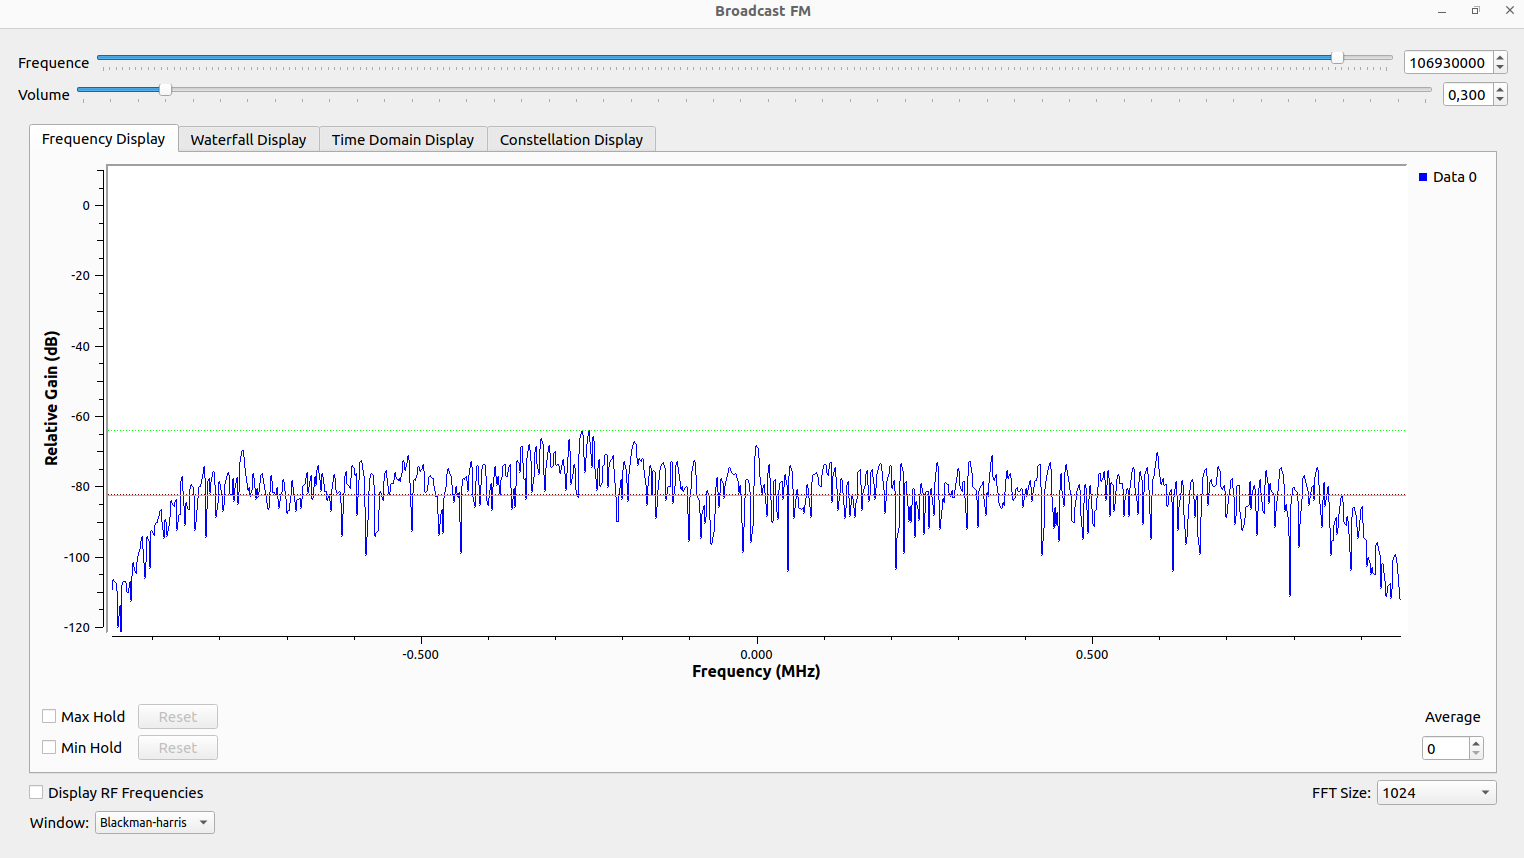 Broadcast FM
Frequence 106930000
Volume 0,300
Frequency Display Waterfall Display Time Domain Display Constellation Display
Data 0
0
-20
-40
-60
-80
-100
-120
Relative Gain (dB)
-0.500 0.000 0.500
Frequency (MHz)
Max Hold Reset Average
Min Hold Reset 0
Display RF Frequencies FFT Size: 1024
Window: Blackman-harris